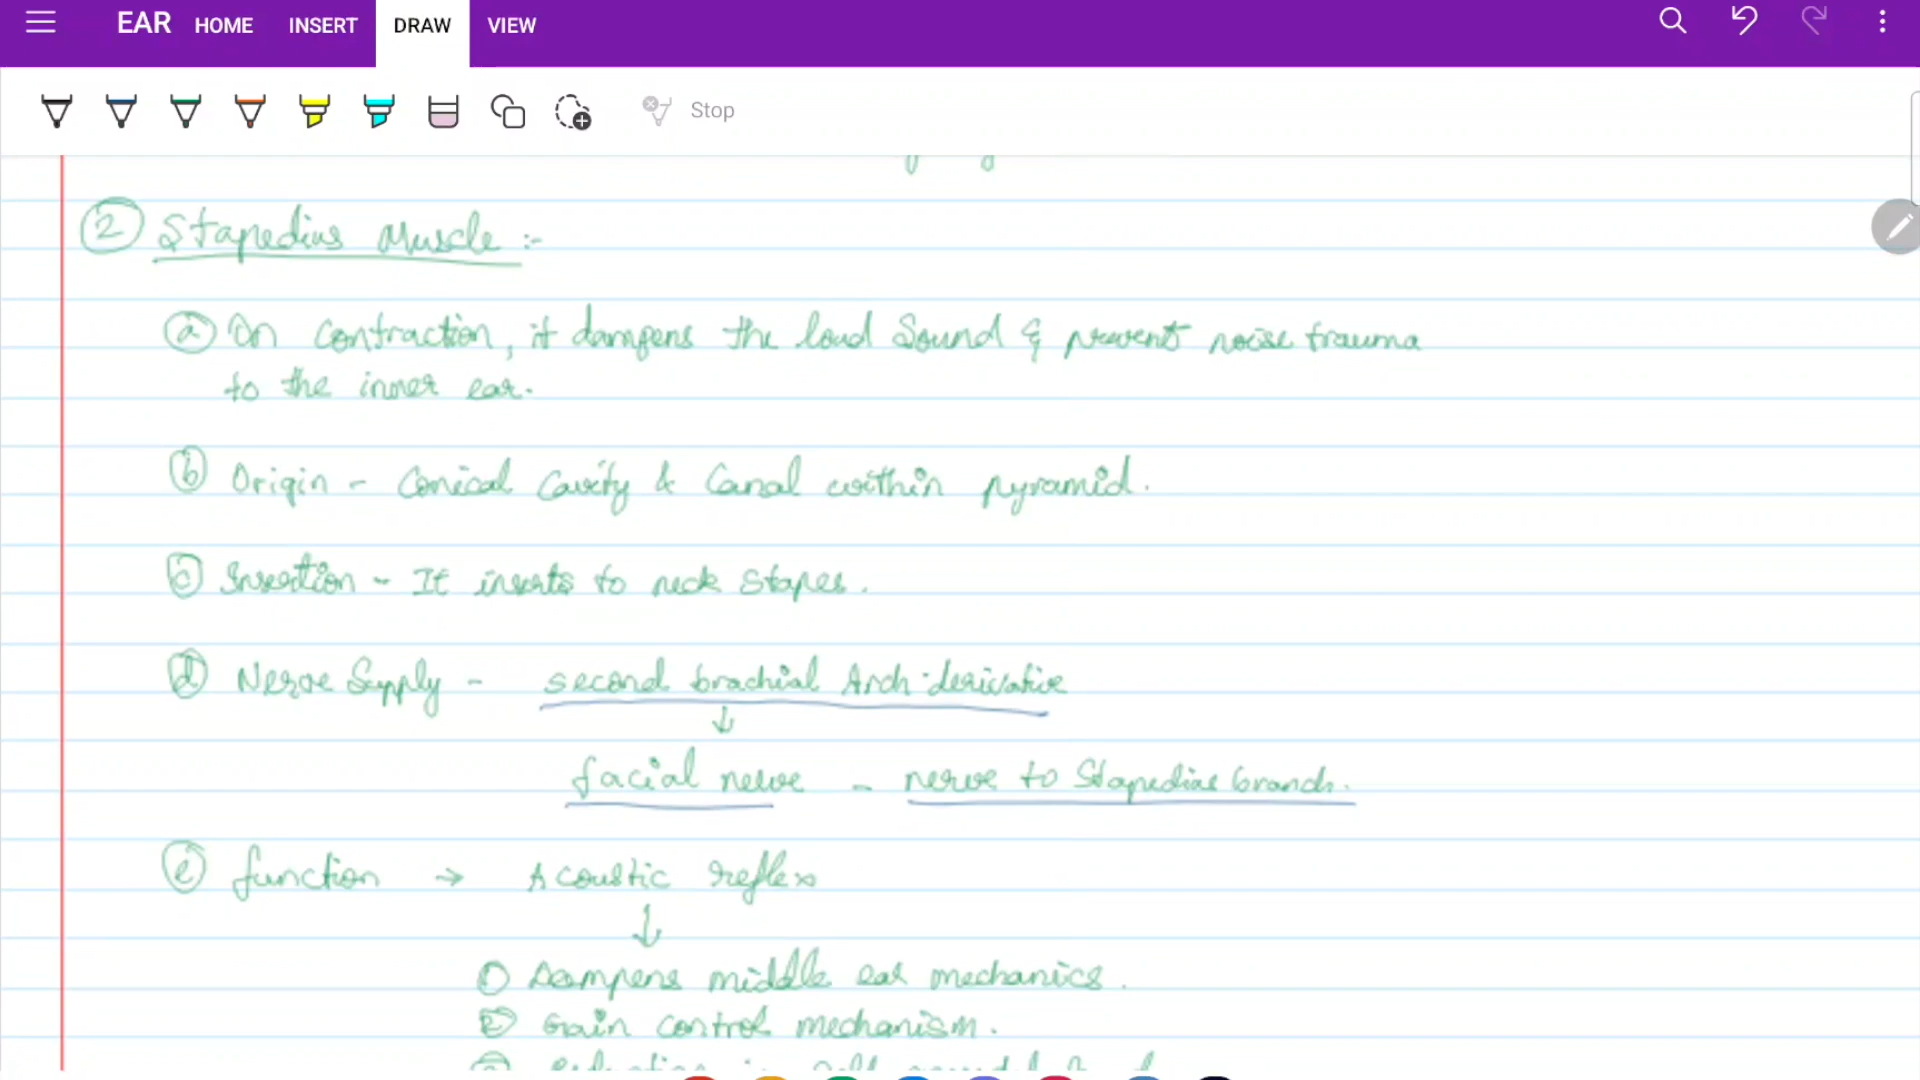 EAR HOME INSERT DRAW VIEW
Stop
2 Stapedius Muscle :-
a On Contraction, it dampens the loud Sound & prevent noise trauma
to the inner ear.
b Origin - Conical Cavity & Canal within pyramid.
c Insertion - It inserts to neck stapes.
d Nerve Supply - second brachial Arch derivative
↓
facial nerve - nerve to Stapedius branch.
e function → Acoustic reflex
↓
1 Dampens middle ear mechanics.
2 Gain control mechanism.